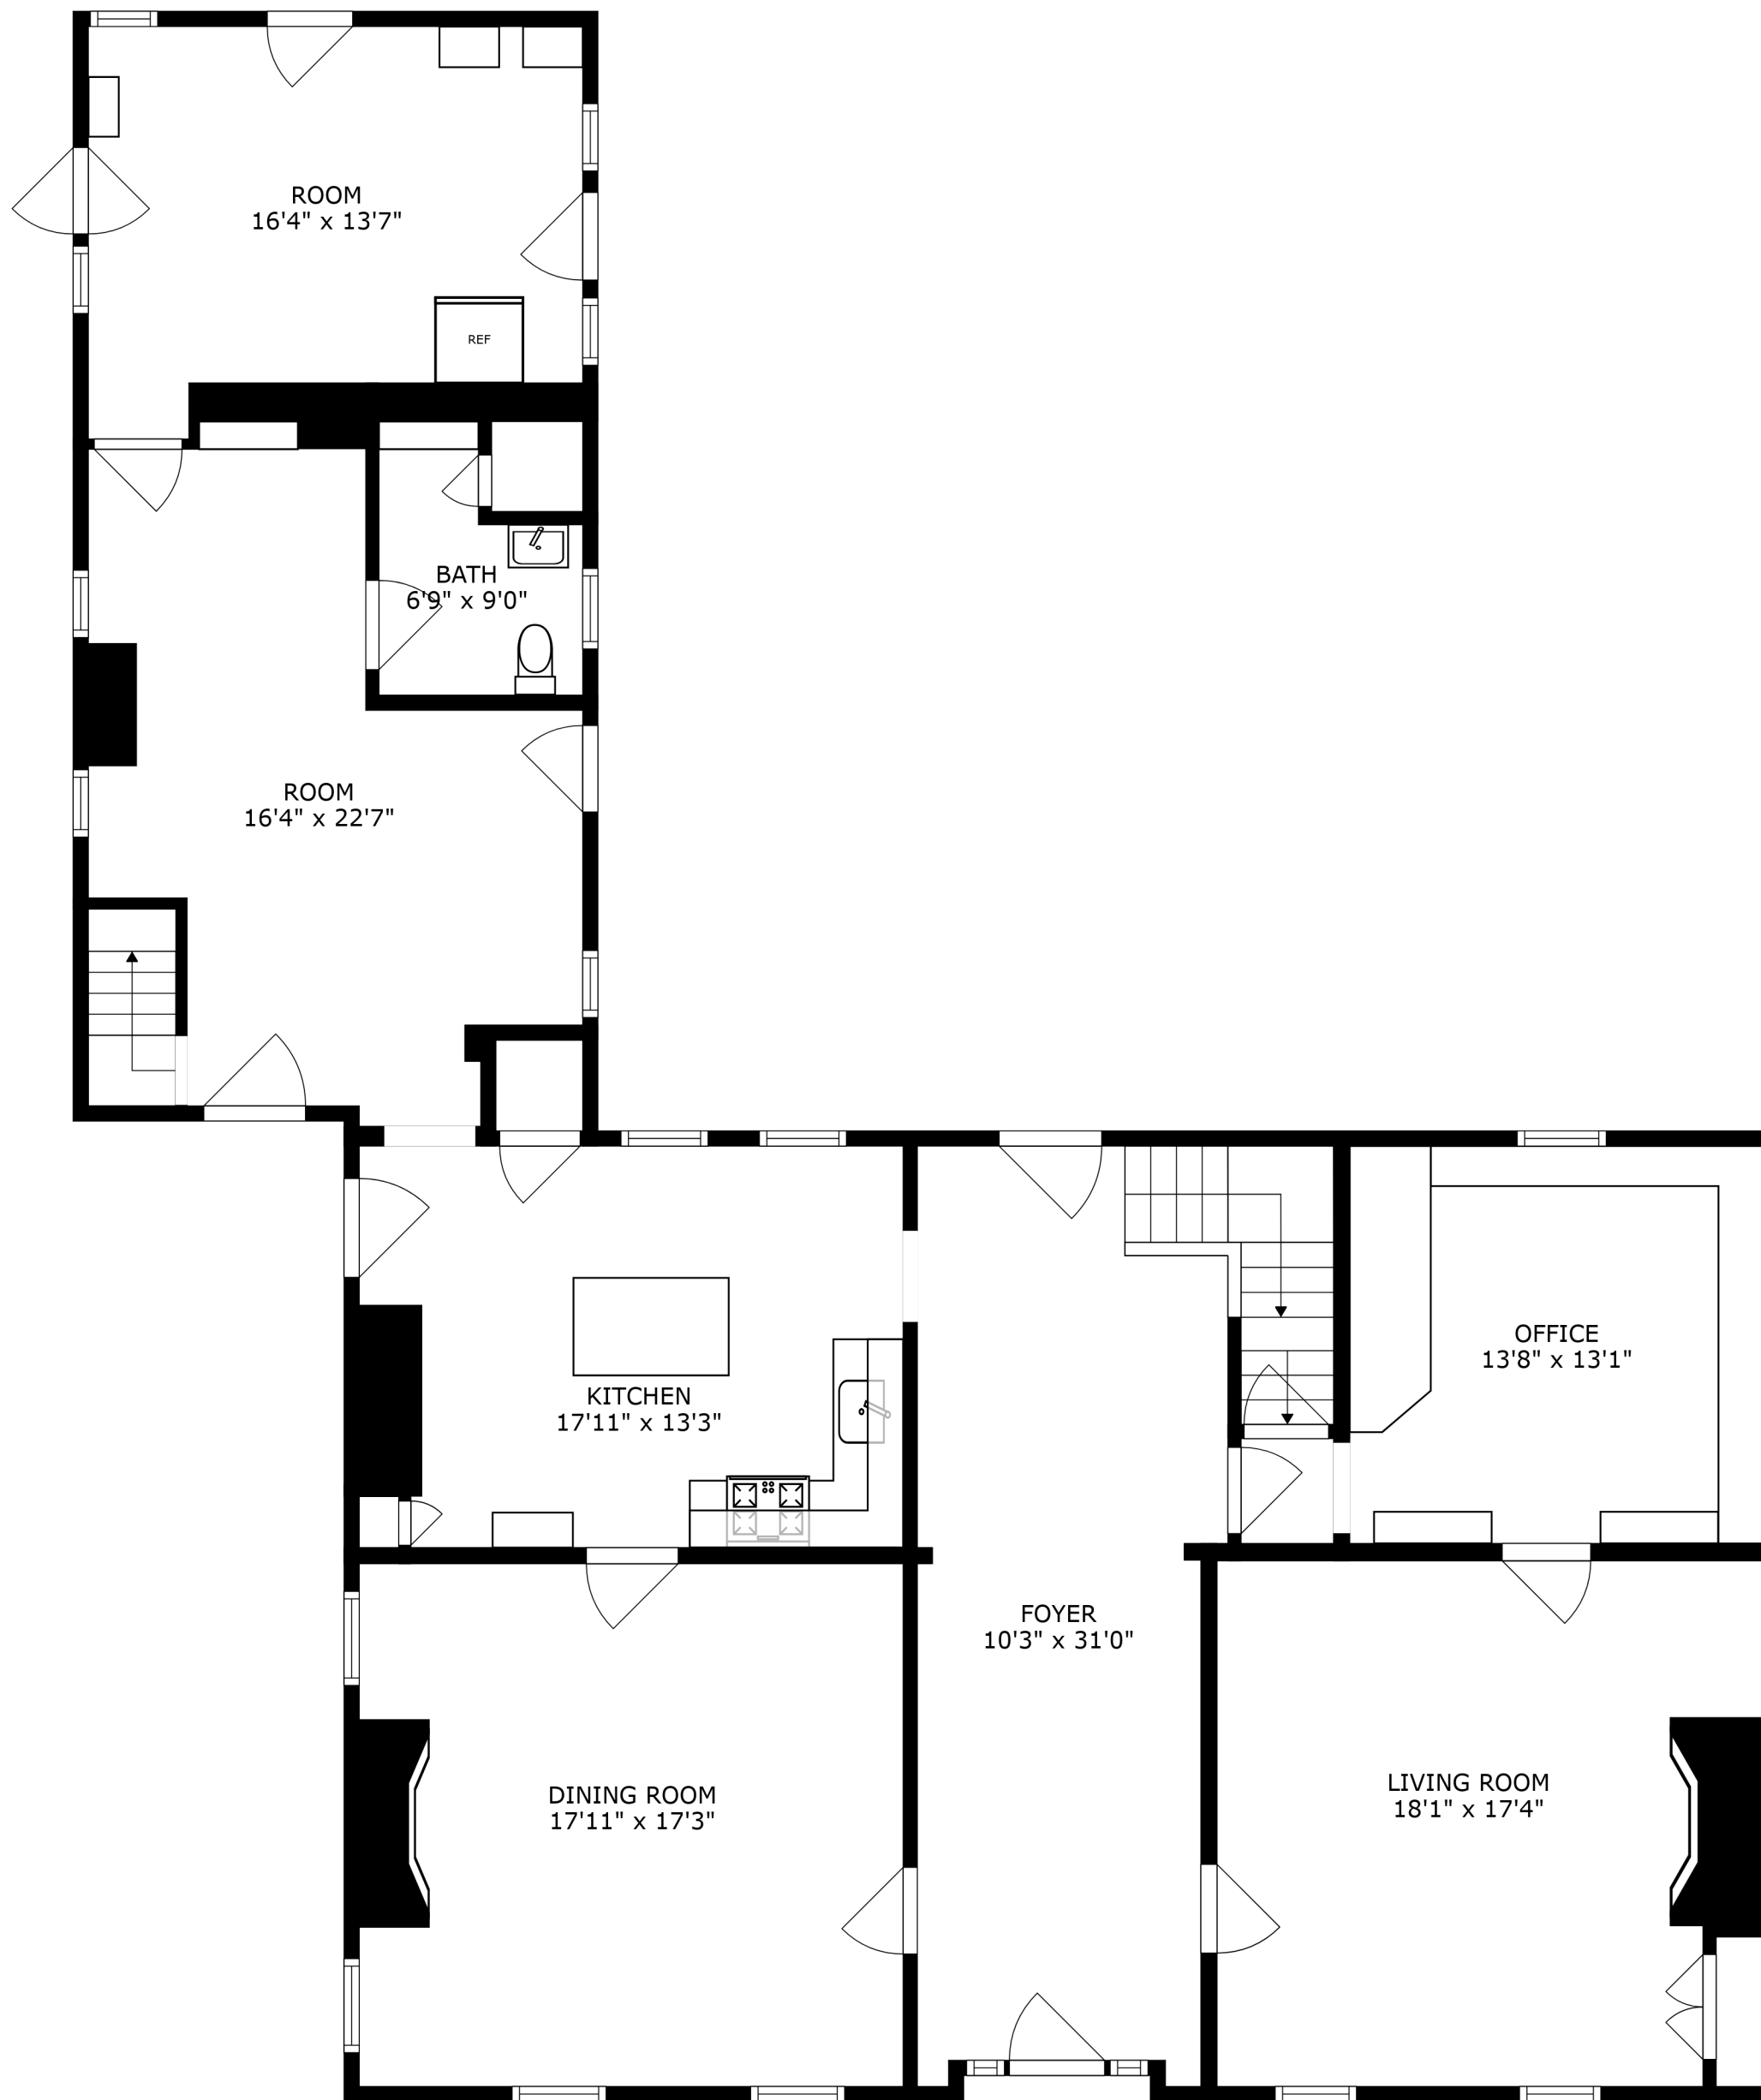 ROOM
16'4" x 13'7"
REF
BATH
6'9" x 9'0"
ROOM
16'4" x 22'7"
OFFICE
13'8" x 13'1"
KITCHEN
17'11" x 13'3"
FOYER
10'3" x 31'0"
LIVING ROOM
18'1" x 17'4"
DINING ROOM
17'11" x 17'3"